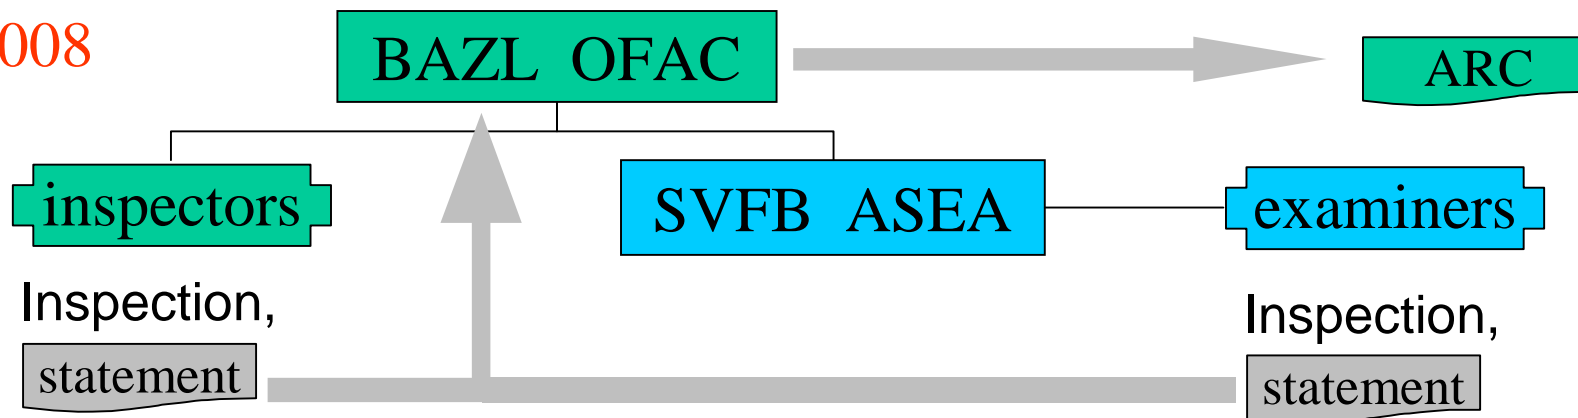 008
BAZL OFAC
ARC
inspectors
SVFB ASEA
examiners
Inspection,
Inspection,
statement
statement